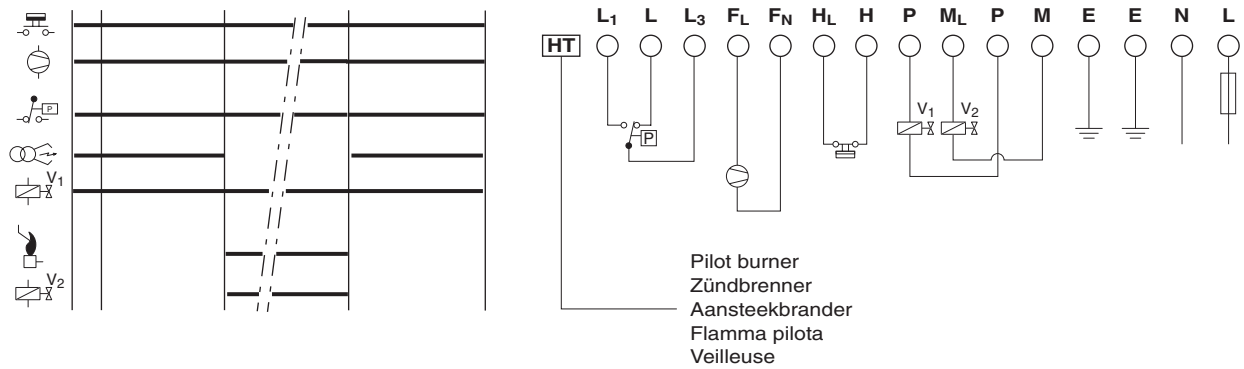 L1 L L3 FL FN HL H P ML P M E E N L
HT
P
V1
V2
P
V1 V2
P
Pilot burner
Zündbrenner
Aansteekbrander
Flamma pilota
Veilleuse